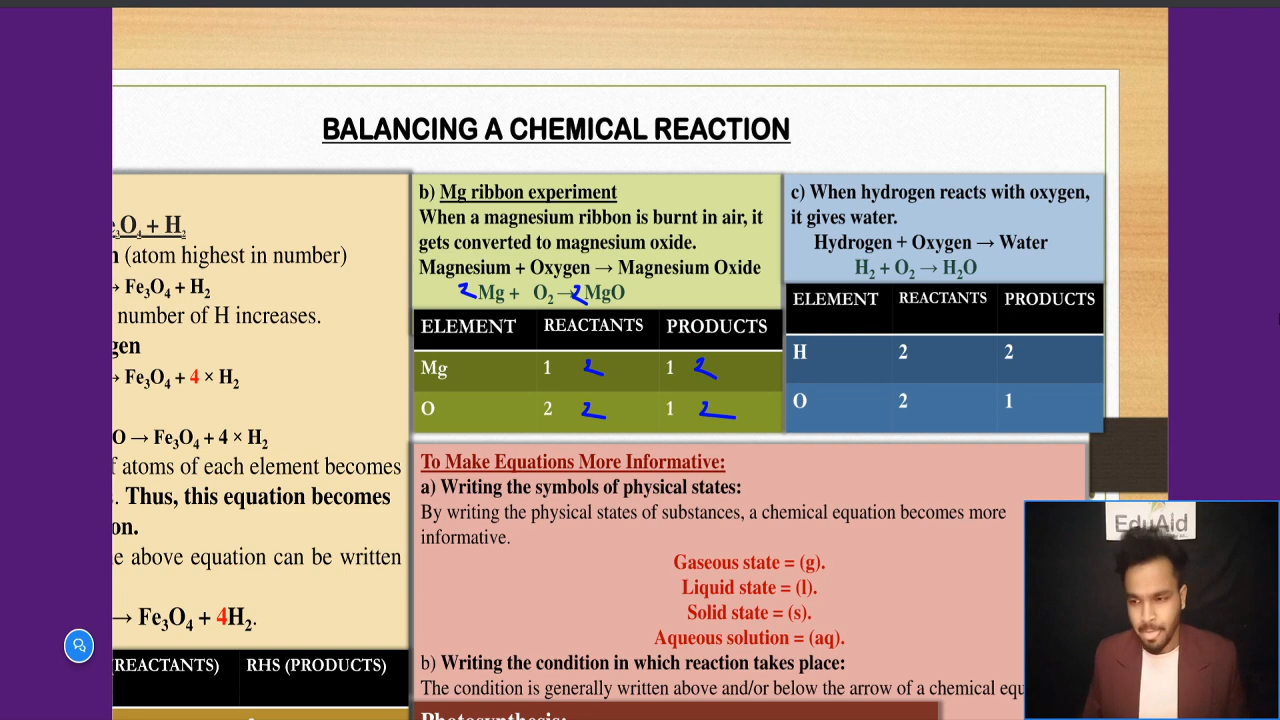 BALANCING A CHEMICAL REACTION
₃O₄ + H₂
(atom highest in number)
→ Fe₃O₄ + H₂
number of H increases.
gen
→ Fe₃O₄ + 4 × H₂
O → Fe₃O₄ + 4 × H₂
f atoms of each element becomes
. Thus, this equation becomes
on.
e above equation can be written
→ Fe₃O₄ + 4H₂.
(REACTANTS) RHS (PRODUCTS)
b) Mg ribbon experiment
When a magnesium ribbon is burnt in air, it
gets converted to magnesium oxide.
Magnesium + Oxygen → Magnesium Oxide
2 Mg + O₂ → 2 MgO
ELEMENT REACTANTS PRODUCTS
Mg 1 2 1 2
O 2 2 1 2
c) When hydrogen reacts with oxygen,
it gives water.
Hydrogen + Oxygen → Water
H₂ + O₂ → H₂O
ELEMENT REACTANTS PRODUCTS
H 2 2
O 2 1
To Make Equations More Informative:
a) Writing the symbols of physical states:
By writing the physical states of substances, a chemical equation becomes more
informative.
Gaseous state = (g).
Liquid state = (l).
Solid state = (s).
Aqueous solution = (aq).
b) Writing the condition in which reaction takes place:
The condition is generally written above and/or below the arrow of a chemical equ
Photosynthesis:
EduAid